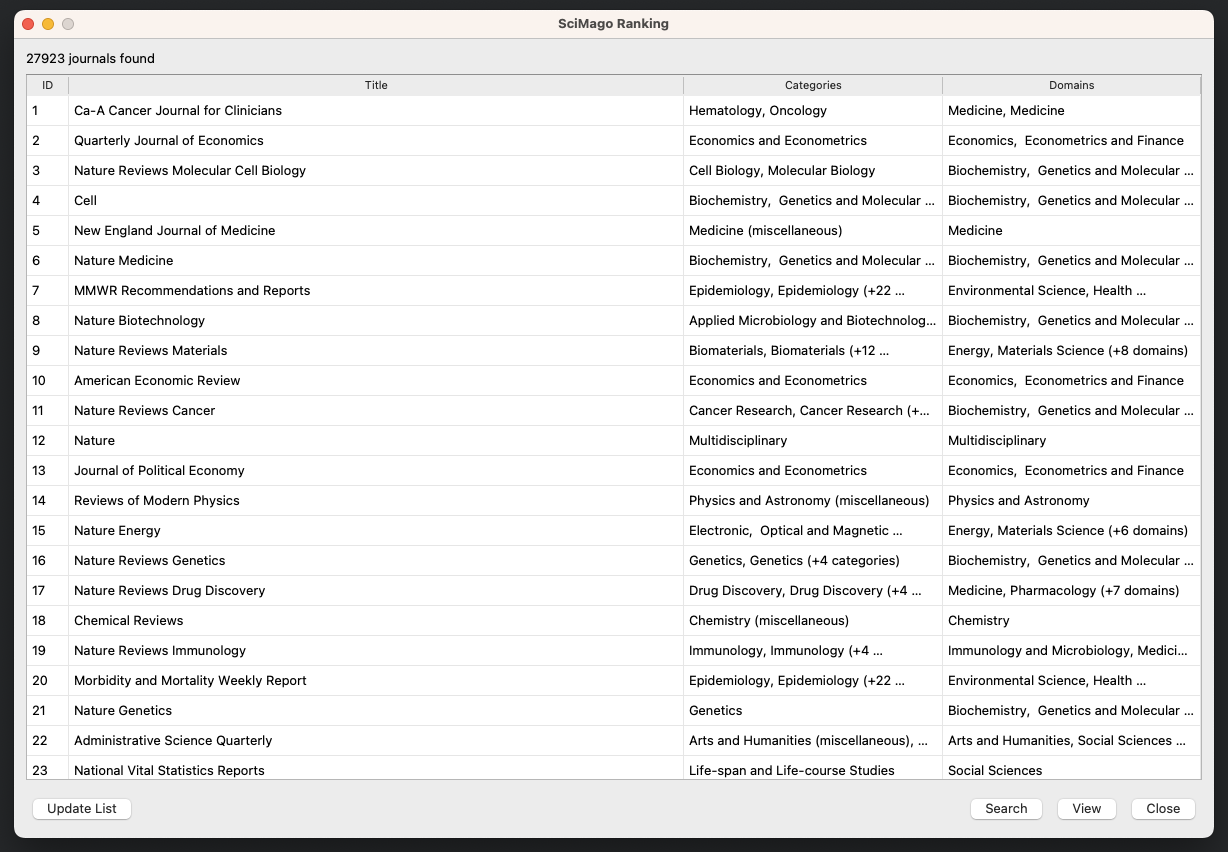 SciMago Ranking
27923 journals found
ID Title Categories Domains
1 Ca-A Cancer Journal for Clinicians Hematology, Oncology Medicine, Medicine
2 Quarterly Journal of Economics Economics and Econometrics Economics,  Econometrics and Finance
3 Nature Reviews Molecular Cell Biology Cell Biology, Molecular Biology Biochemistry,  Genetics and Molecular ...
4 Cell Biochemistry,  Genetics and Molecular ... Biochemistry,  Genetics and Molecular ...
5 New England Journal of Medicine Medicine (miscellaneous) Medicine
6 Nature Medicine Biochemistry,  Genetics and Molecular ... Biochemistry,  Genetics and Molecular ...
7 MMWR Recommendations and Reports Epidemiology, Epidemiology (+22 ... Environmental Science, Health ...
8 Nature Biotechnology Applied Microbiology and Biotechnolog... Biochemistry,  Genetics and Molecular ...
9 Nature Reviews Materials Biomaterials, Biomaterials (+12 ... Energy, Materials Science (+8 domains)
10 American Economic Review Economics and Econometrics Economics,  Econometrics and Finance
11 Nature Reviews Cancer Cancer Research, Cancer Research (+... Biochemistry,  Genetics and Molecular ...
12 Nature Multidisciplinary Multidisciplinary
13 Journal of Political Economy Economics and Econometrics Economics,  Econometrics and Finance
14 Reviews of Modern Physics Physics and Astronomy (miscellaneous) Physics and Astronomy
15 Nature Energy Electronic,  Optical and Magnetic ... Energy, Materials Science (+6 domains)
16 Nature Reviews Genetics Genetics, Genetics (+4 categories) Biochemistry,  Genetics and Molecular ...
17 Nature Reviews Drug Discovery Drug Discovery, Drug Discovery (+4 ... Medicine, Pharmacology (+7 domains)
18 Chemical Reviews Chemistry (miscellaneous) Chemistry
19 Nature Reviews Immunology Immunology, Immunology (+4 ... Immunology and Microbiology, Medici...
20 Morbidity and Mortality Weekly Report Epidemiology, Epidemiology (+22 ... Environmental Science, Health ...
21 Nature Genetics Genetics Biochemistry,  Genetics and Molecular ...
22 Administrative Science Quarterly Arts and Humanities (miscellaneous), ... Arts and Humanities, Social Sciences ...
23 National Vital Statistics Reports Life-span and Life-course Studies Social Sciences
Update List Search View Close